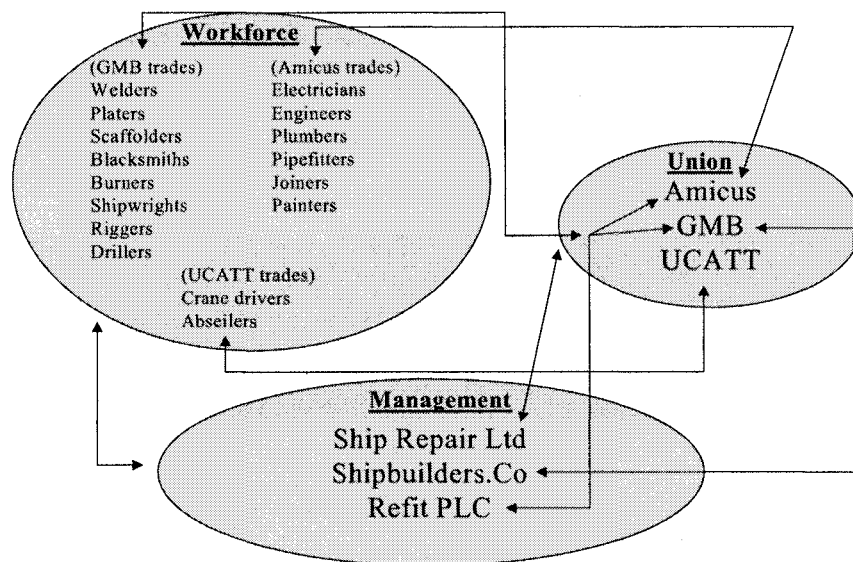 Workforce
(GMB trades)
Welders
Platers
Scaffolders
Blacksmiths
Burners
Shipwrights
Riggers
Drillers
(Amicus trades)
Electricians
Engineers
Plumbers
Pipefitters
Joiners
Painters
(UCATT trades)
Crane drivers
Abseilers
Union
Amicus
GMB
UCATT
Management
Ship Repair Ltd
Shipbuilders.Co
Refit PLC